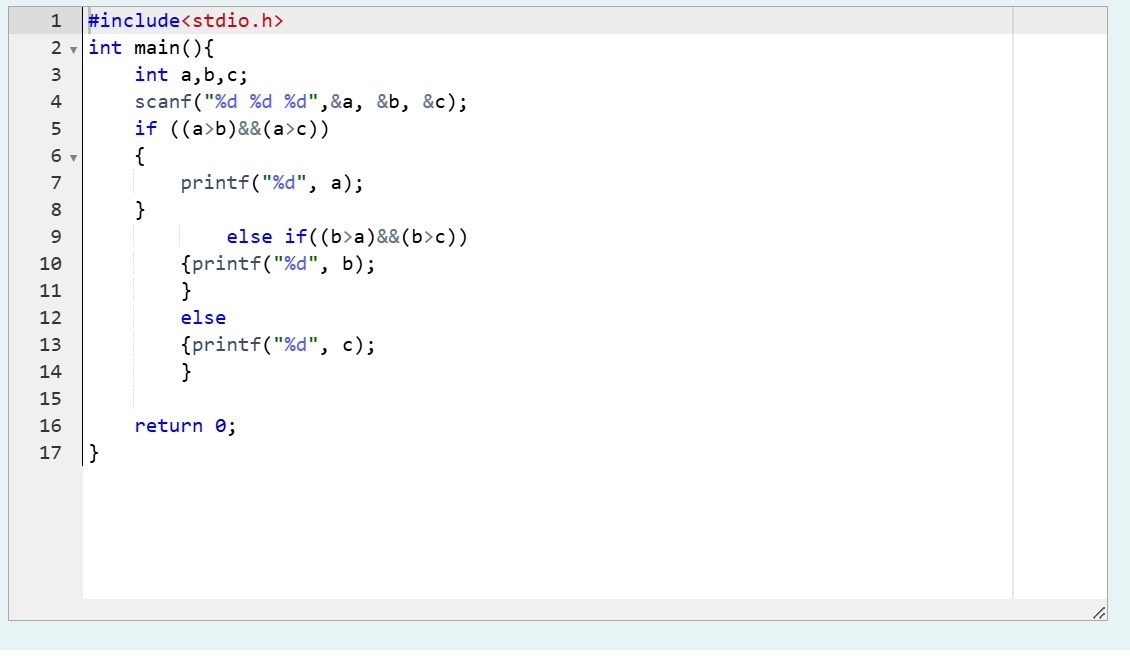 1 #include<stdio.h>
2 int main(){
3     int a,b,c;
4     scanf("%d %d %d",&a, &b, &c);
5     if ((a>b)&&(a>c))
6     {
7         printf("%d", a);
8     }
9             else if((b>a)&&(b>c))
10         {printf("%d", b);
11         }
12         else
13         {printf("%d", c);
14         }
15
16     return 0;
17 }